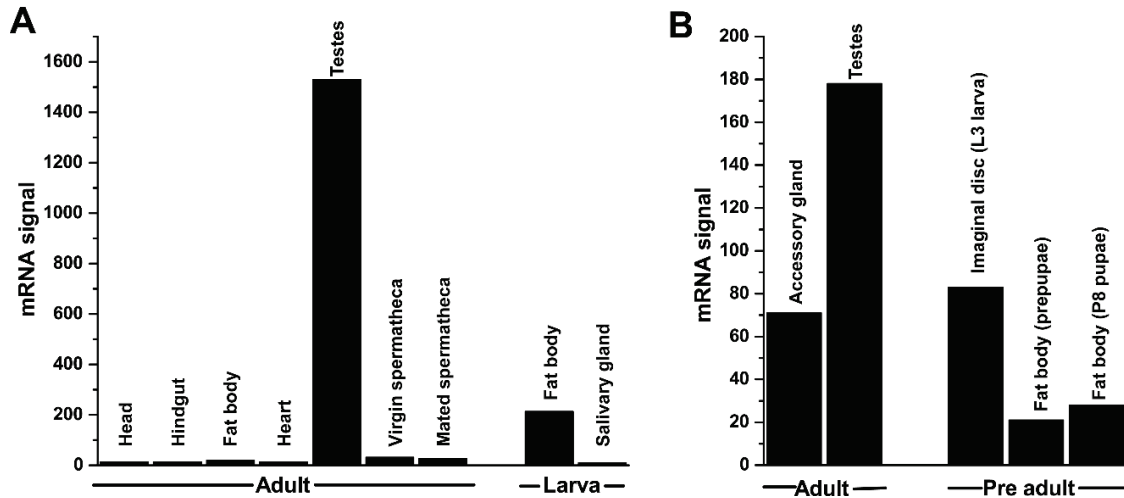 A
mRNA signal
1600
1400
1200
1000
800
600
400
200
0
Head
Hindgut
Fat body
Heart
Testes
Virgin spermatheca
Mated spermatheca
Fat body
Salivary gland
Adult
Larva
B
mRNA signal
200
180
160
140
120
100
80
60
40
20
0
Accessory gland
Testes
Imaginal disc (L3 larva)
Fat body (prepupae)
Fat body (P8 pupae)
Adult
Pre adult